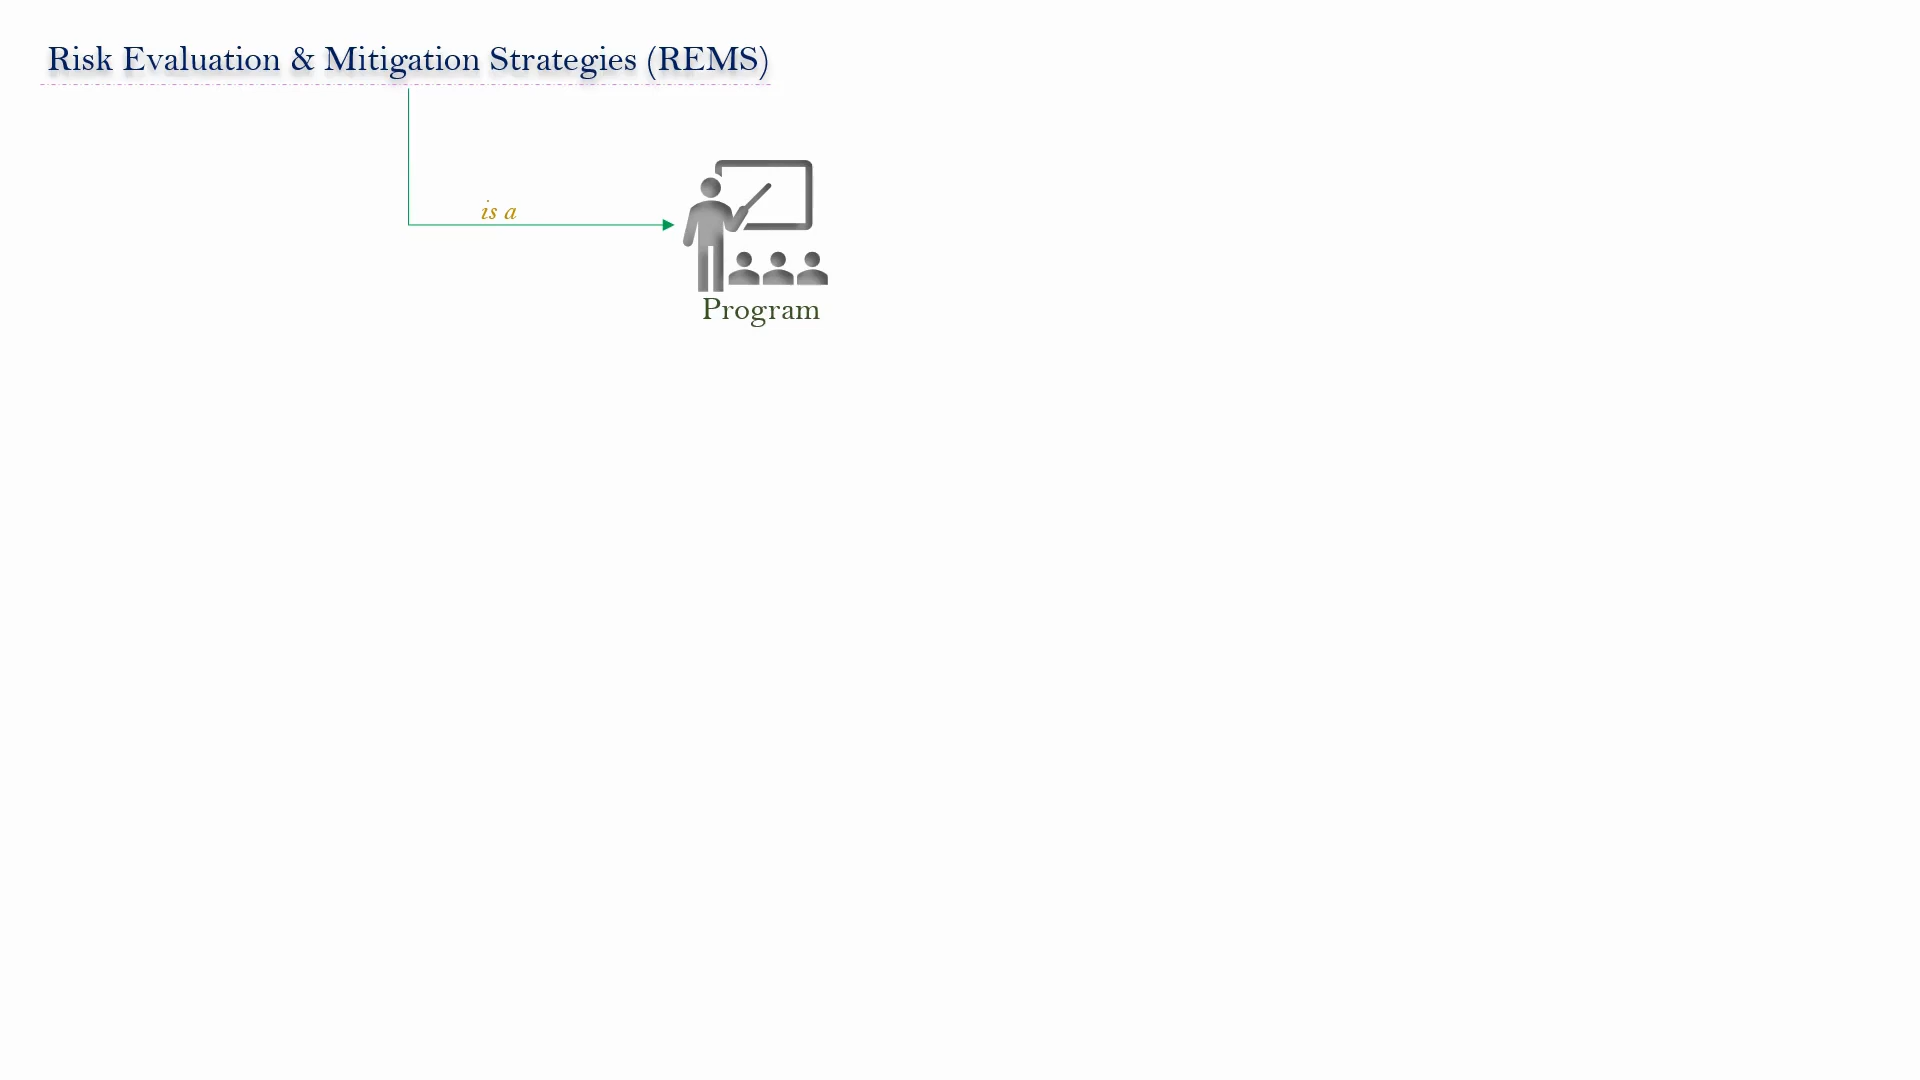 Risk Evaluation & Mitigation Strategies (REMS)
is a
Program